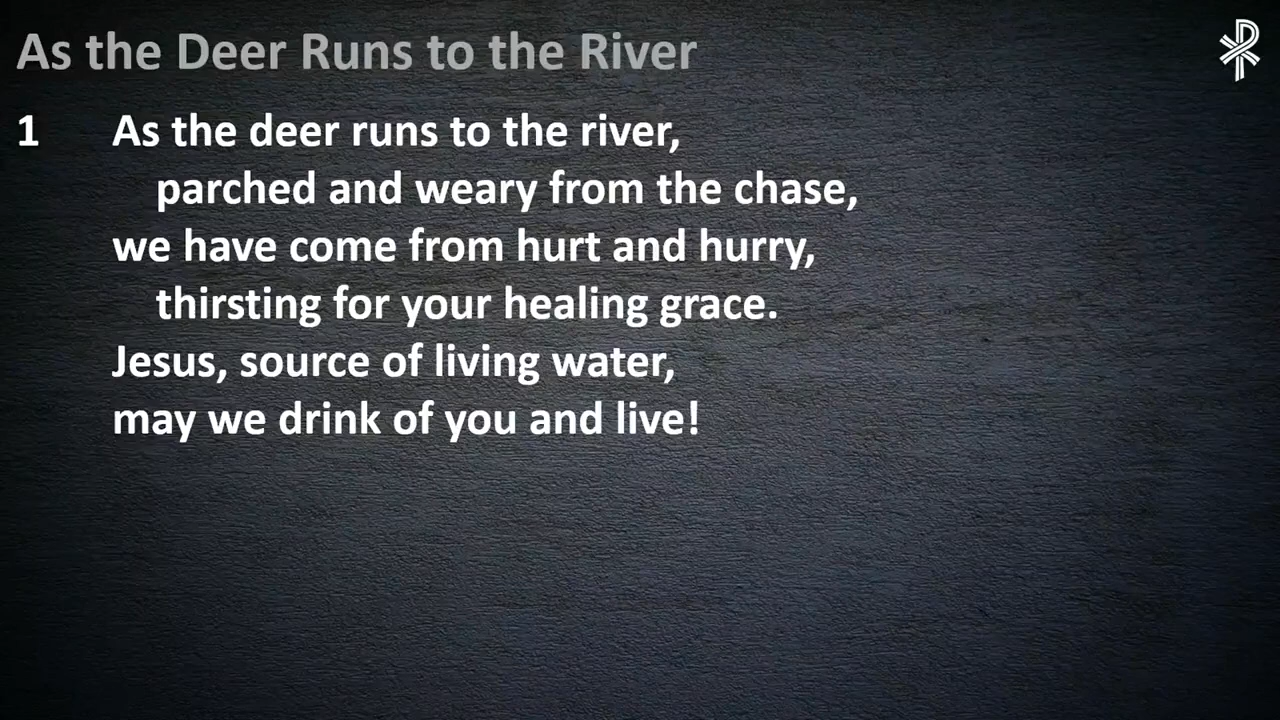 As the Deer Runs to the River
1 As the deer runs to the river,
parched and weary from the chase,
we have come from hurt and hurry,
thirsting for your healing grace.
Jesus, source of living water,
may we drink of you and live!